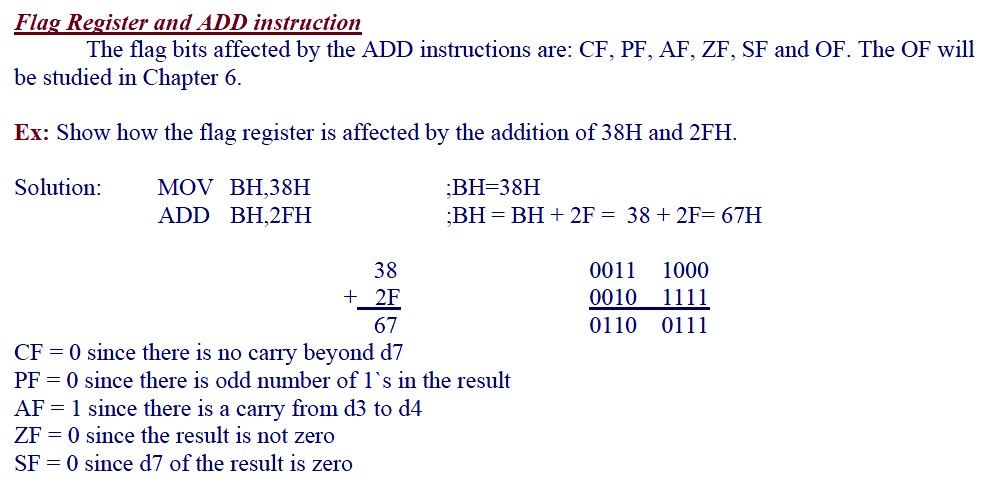 Flag Register and ADD instruction
The flag bits affected by the ADD instructions are: CF, PF, AF, ZF, SF and OF. The OF will
be studied in Chapter 6.
Ex: Show how the flag register is affected by the addition of 38H and 2FH.
Solution: MOV BH,38H ;BH=38H
ADD BH,2FH ;BH = BH + 2F = 38 + 2F= 67H
38 0011 1000
+ 2F 0010 1111
67 0110 0111
CF = 0 since there is no carry beyond d7
PF = 0 since there is odd number of 1`s in the result
AF = 1 since there is a carry from d3 to d4
ZF = 0 since the result is not zero
SF = 0 since d7 of the result is zero